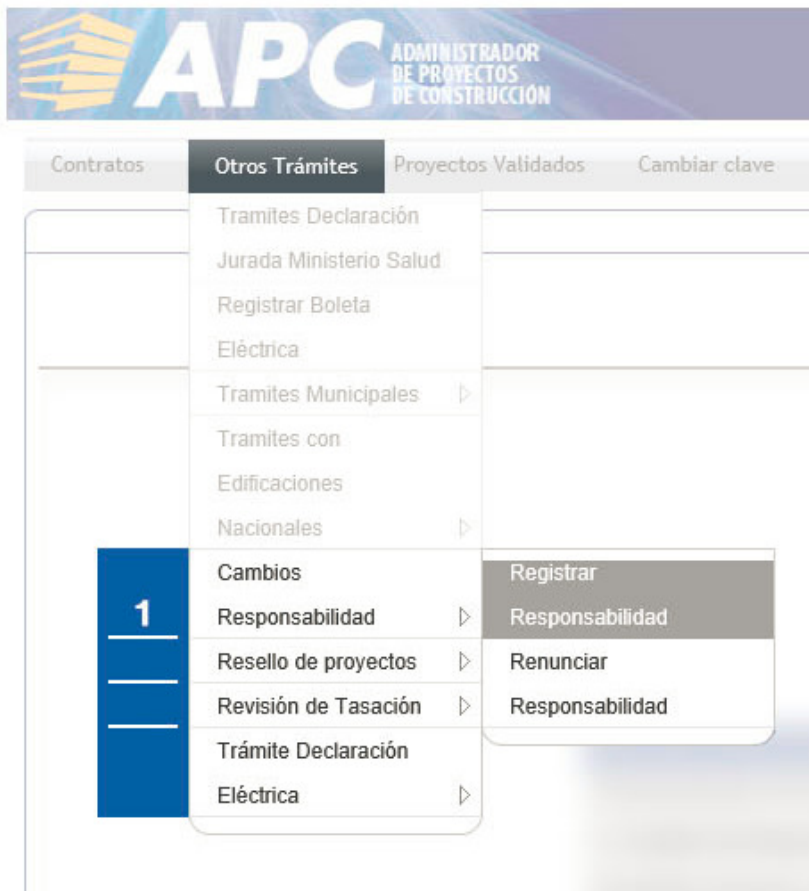 APC
ADMINISTRADOR
DE PROYECTOS
DE CONSTRUCCIÓN
Contratos Otros Trámites Proyectos Validados Cambiar clave
Tramites Declaración
Jurada Ministerio Salud
Registrar Boleta
Eléctrica
Tramites Municipales
Tramites con
Edificaciones
Nacionales
Cambios
Responsabilidad
Resello de proyectos
Revisión de Tasación
Trámite Declaración
Eléctrica
Registrar
Responsabilidad
Renunciar
Responsabilidad
1